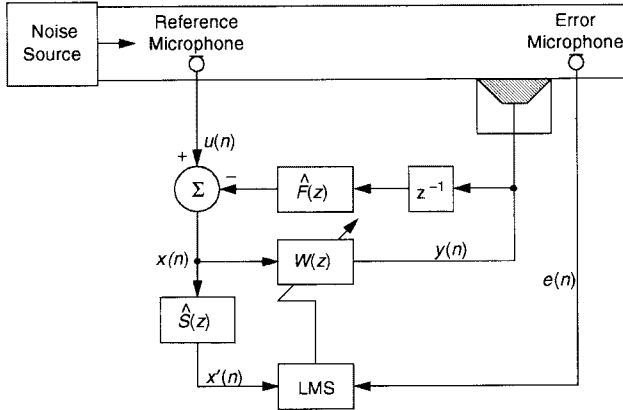 Noise
Source
Reference
Microphone
Error
Microphone
u(n)
+
−
Σ
F̂(z)
z⁻¹
x(n)
W(z)
y(n)
e(n)
Ŝ(z)
x'(n)
LMS